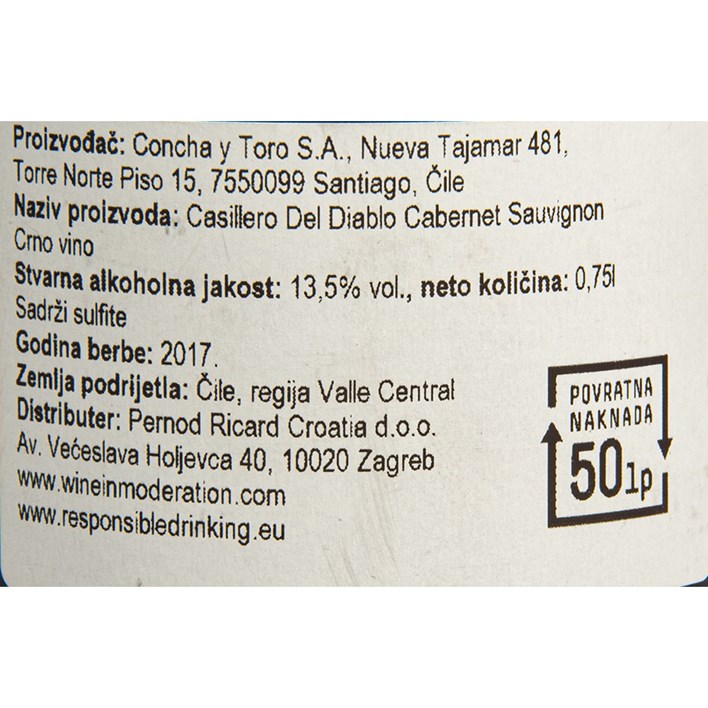 Proizvođač: Concha y Toro S.A., Nueva Tajamar 481,
Torre Norte Piso 15, 7550099 Santiago, Čile
Naziv proizvoda: Casillero Del Diablo Cabernet Sauvignon
Crno vino
Stvarna alkoholna jakost: 13,5% vol., neto količina: 0,75l
Sadrži sulfite
Godina berbe: 2017.
Zemlja podrijetla: Čile, regija Valle Central
Distributer: Pernod Ricard Croatia d.o.o.
Av. Većeslava Holjevca 40, 10020 Zagreb
www.wineinmoderation.com
www.responsibledrinking.eu
POVRATNA
NAKNADA
50lp